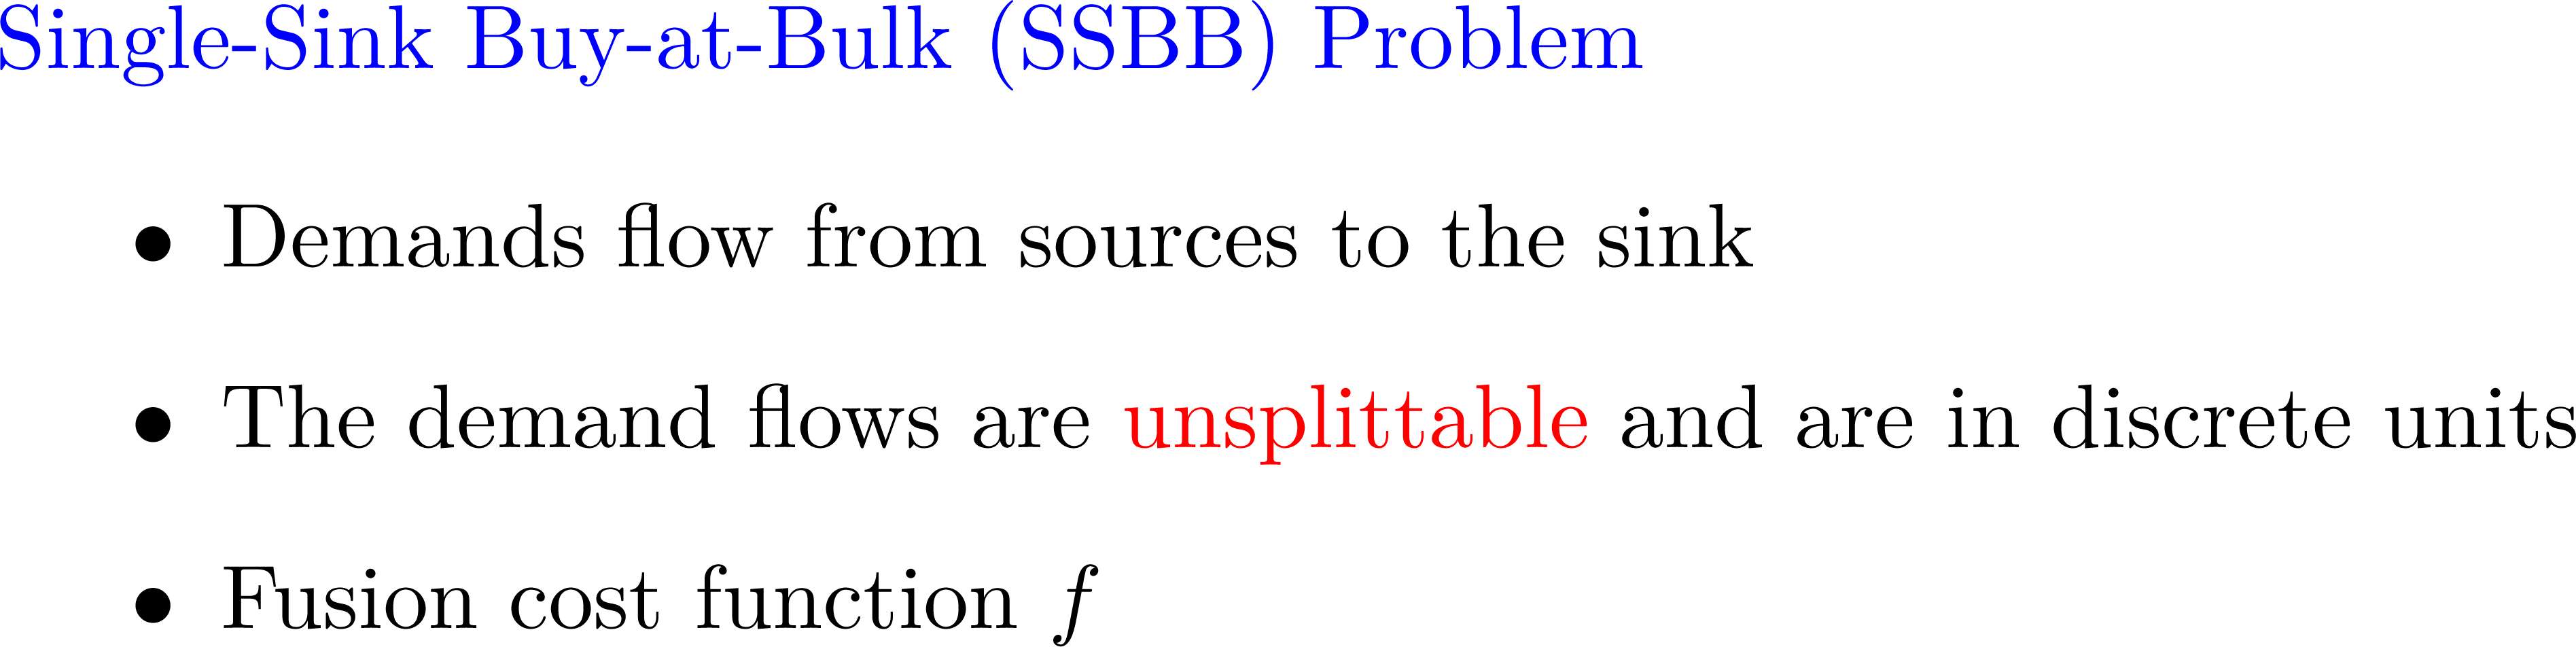 Single-Sink Buy-at-Bulk (SSBB) Problem
• Demands flow from sources to the sink
• The demand flows are unsplittable and are in discrete units
• Fusion cost function f